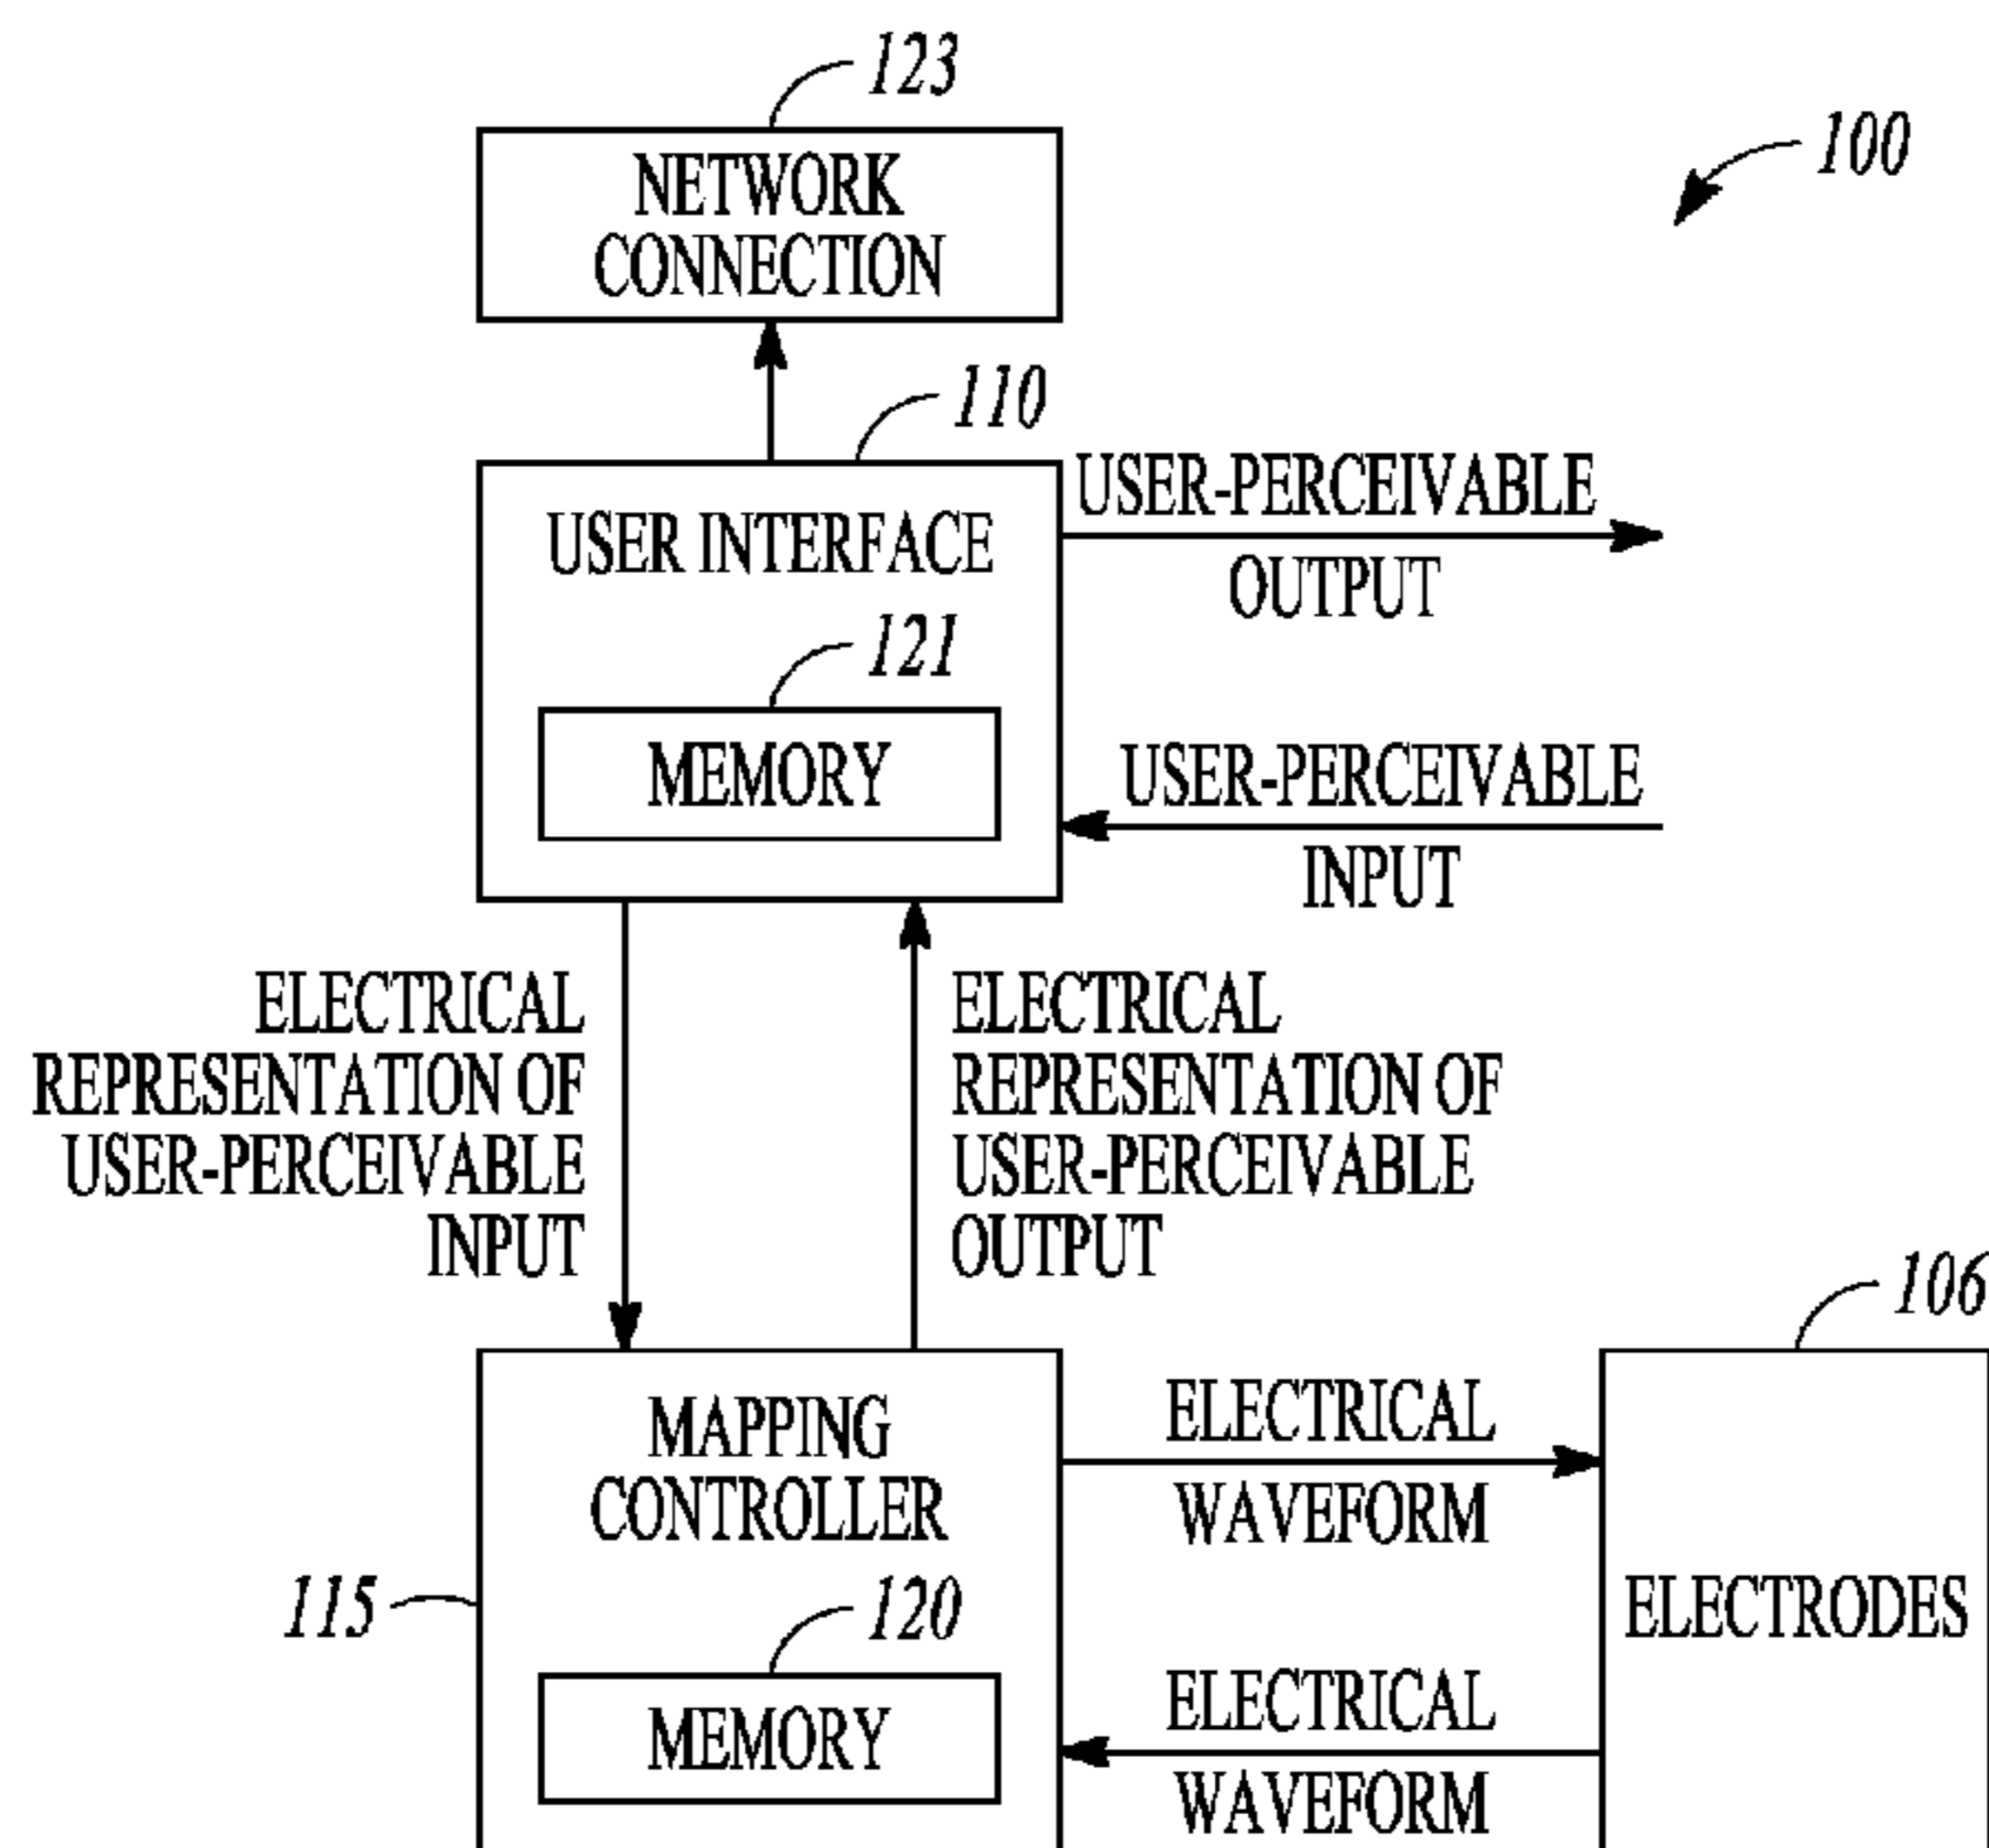 123
NETWORK
CONNECTION
100
110
USER INTERFACE
USER-PERCEIVABLE
OUTPUT
121
MEMORY
USER-PERCEIVABLE
INPUT
ELECTRICAL
REPRESENTATION OF
USER-PERCEIVABLE
INPUT
ELECTRICAL
REPRESENTATION OF
USER-PERCEIVABLE
OUTPUT
106
MAPPING
CONTROLLER
ELECTRICAL
WAVEFORM
115
120
MEMORY
ELECTRODES
ELECTRICAL
WAVEFORM